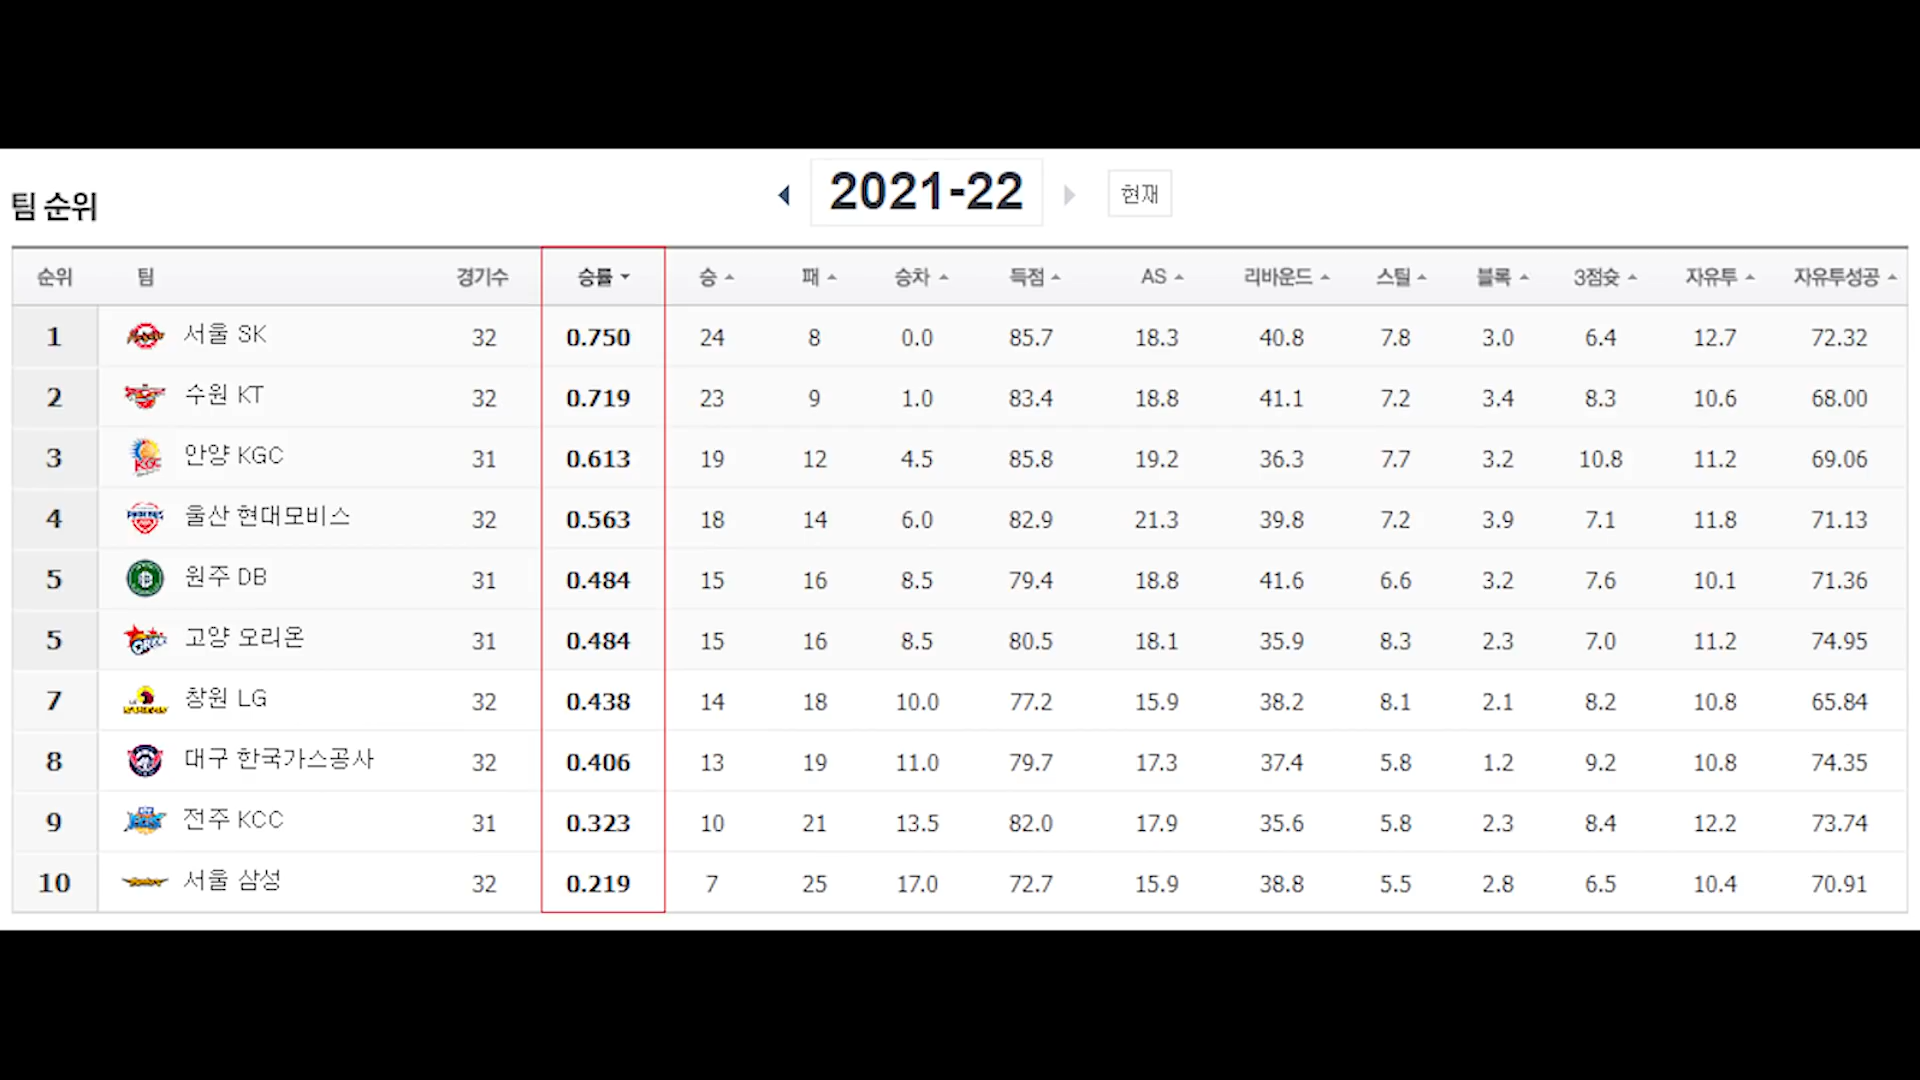 팀 순위
2021-22
현재
순위 팀 경기수 승률 승 패 승차 득점 AS 리바운드 스틸 블록 3점슛 자유투 자유투성공
1 서울 SK 32 0.750 24 8 0.0 85.7 18.3 40.8 7.8 3.0 6.4 12.7 72.32
2 수원 KT 32 0.719 23 9 1.0 83.4 18.8 41.1 7.2 3.4 8.3 10.6 68.00
3 안양 KGC 31 0.613 19 12 4.5 85.8 19.2 36.3 7.7 3.2 10.8 11.2 69.06
4 울산 현대모비스 32 0.563 18 14 6.0 82.9 21.3 39.8 7.2 3.9 7.1 11.8 71.13
5 원주 DB 31 0.484 15 16 8.5 79.4 18.8 41.6 6.6 3.2 7.6 10.1 71.36
5 고양 오리온 31 0.484 15 16 8.5 80.5 18.1 35.9 8.3 2.3 7.0 11.2 74.95
7 창원 LG 32 0.438 14 18 10.0 77.2 15.9 38.2 8.1 2.1 8.2 10.8 65.84
8 대구 한국가스공사 32 0.406 13 19 11.0 79.7 17.3 37.4 5.8 1.2 9.2 10.8 74.35
9 전주 KCC 31 0.323 10 21 13.5 82.0 17.9 35.6 5.8 2.3 8.4 12.2 73.74
10 서울 삼성 32 0.219 7 25 17.0 72.7 15.9 38.8 5.5 2.8 6.5 10.4 70.91